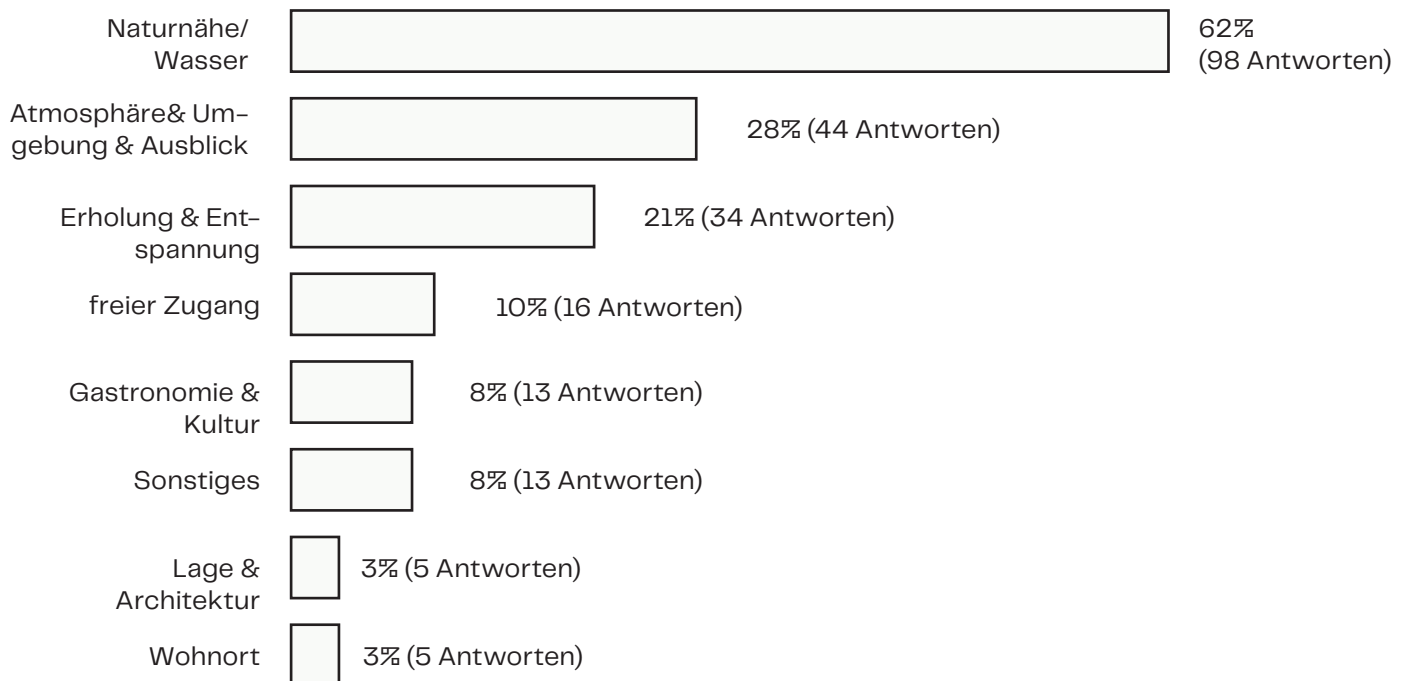 Naturnähe/
Wasser
62%
(98 Antworten)
Atmosphäre& Um-
gebung & Ausblick
28% (44 Antworten)
Erholung & Ent-
spannung
21% (34 Antworten)
freier Zugang
10% (16 Antworten)
Gastronomie &
Kultur
8% (13 Antworten)
Sonstiges
8% (13 Antworten)
Lage &
Architektur
3% (5 Antworten)
Wohnort
3% (5 Antworten)